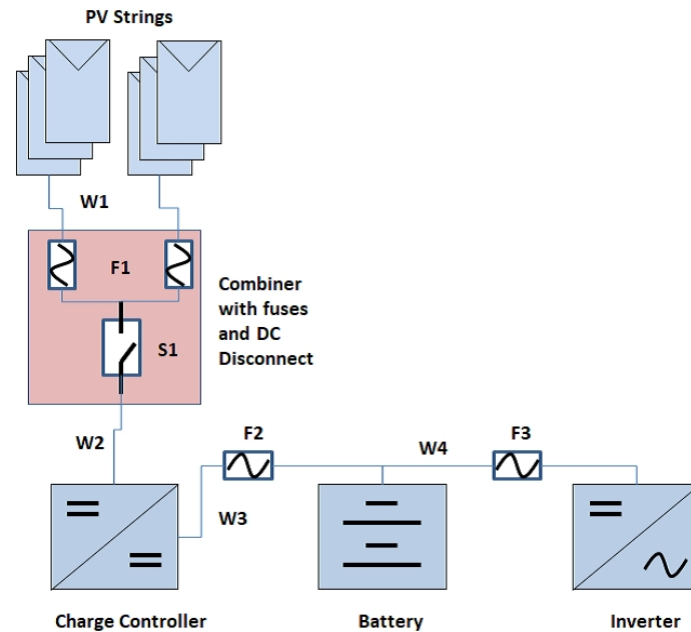 PV Strings
W1
F1
Combiner
with fuses
and DC
Disconnect
S1
W2
F2
W4
F3
W3
Charge Controller
Battery
Inverter